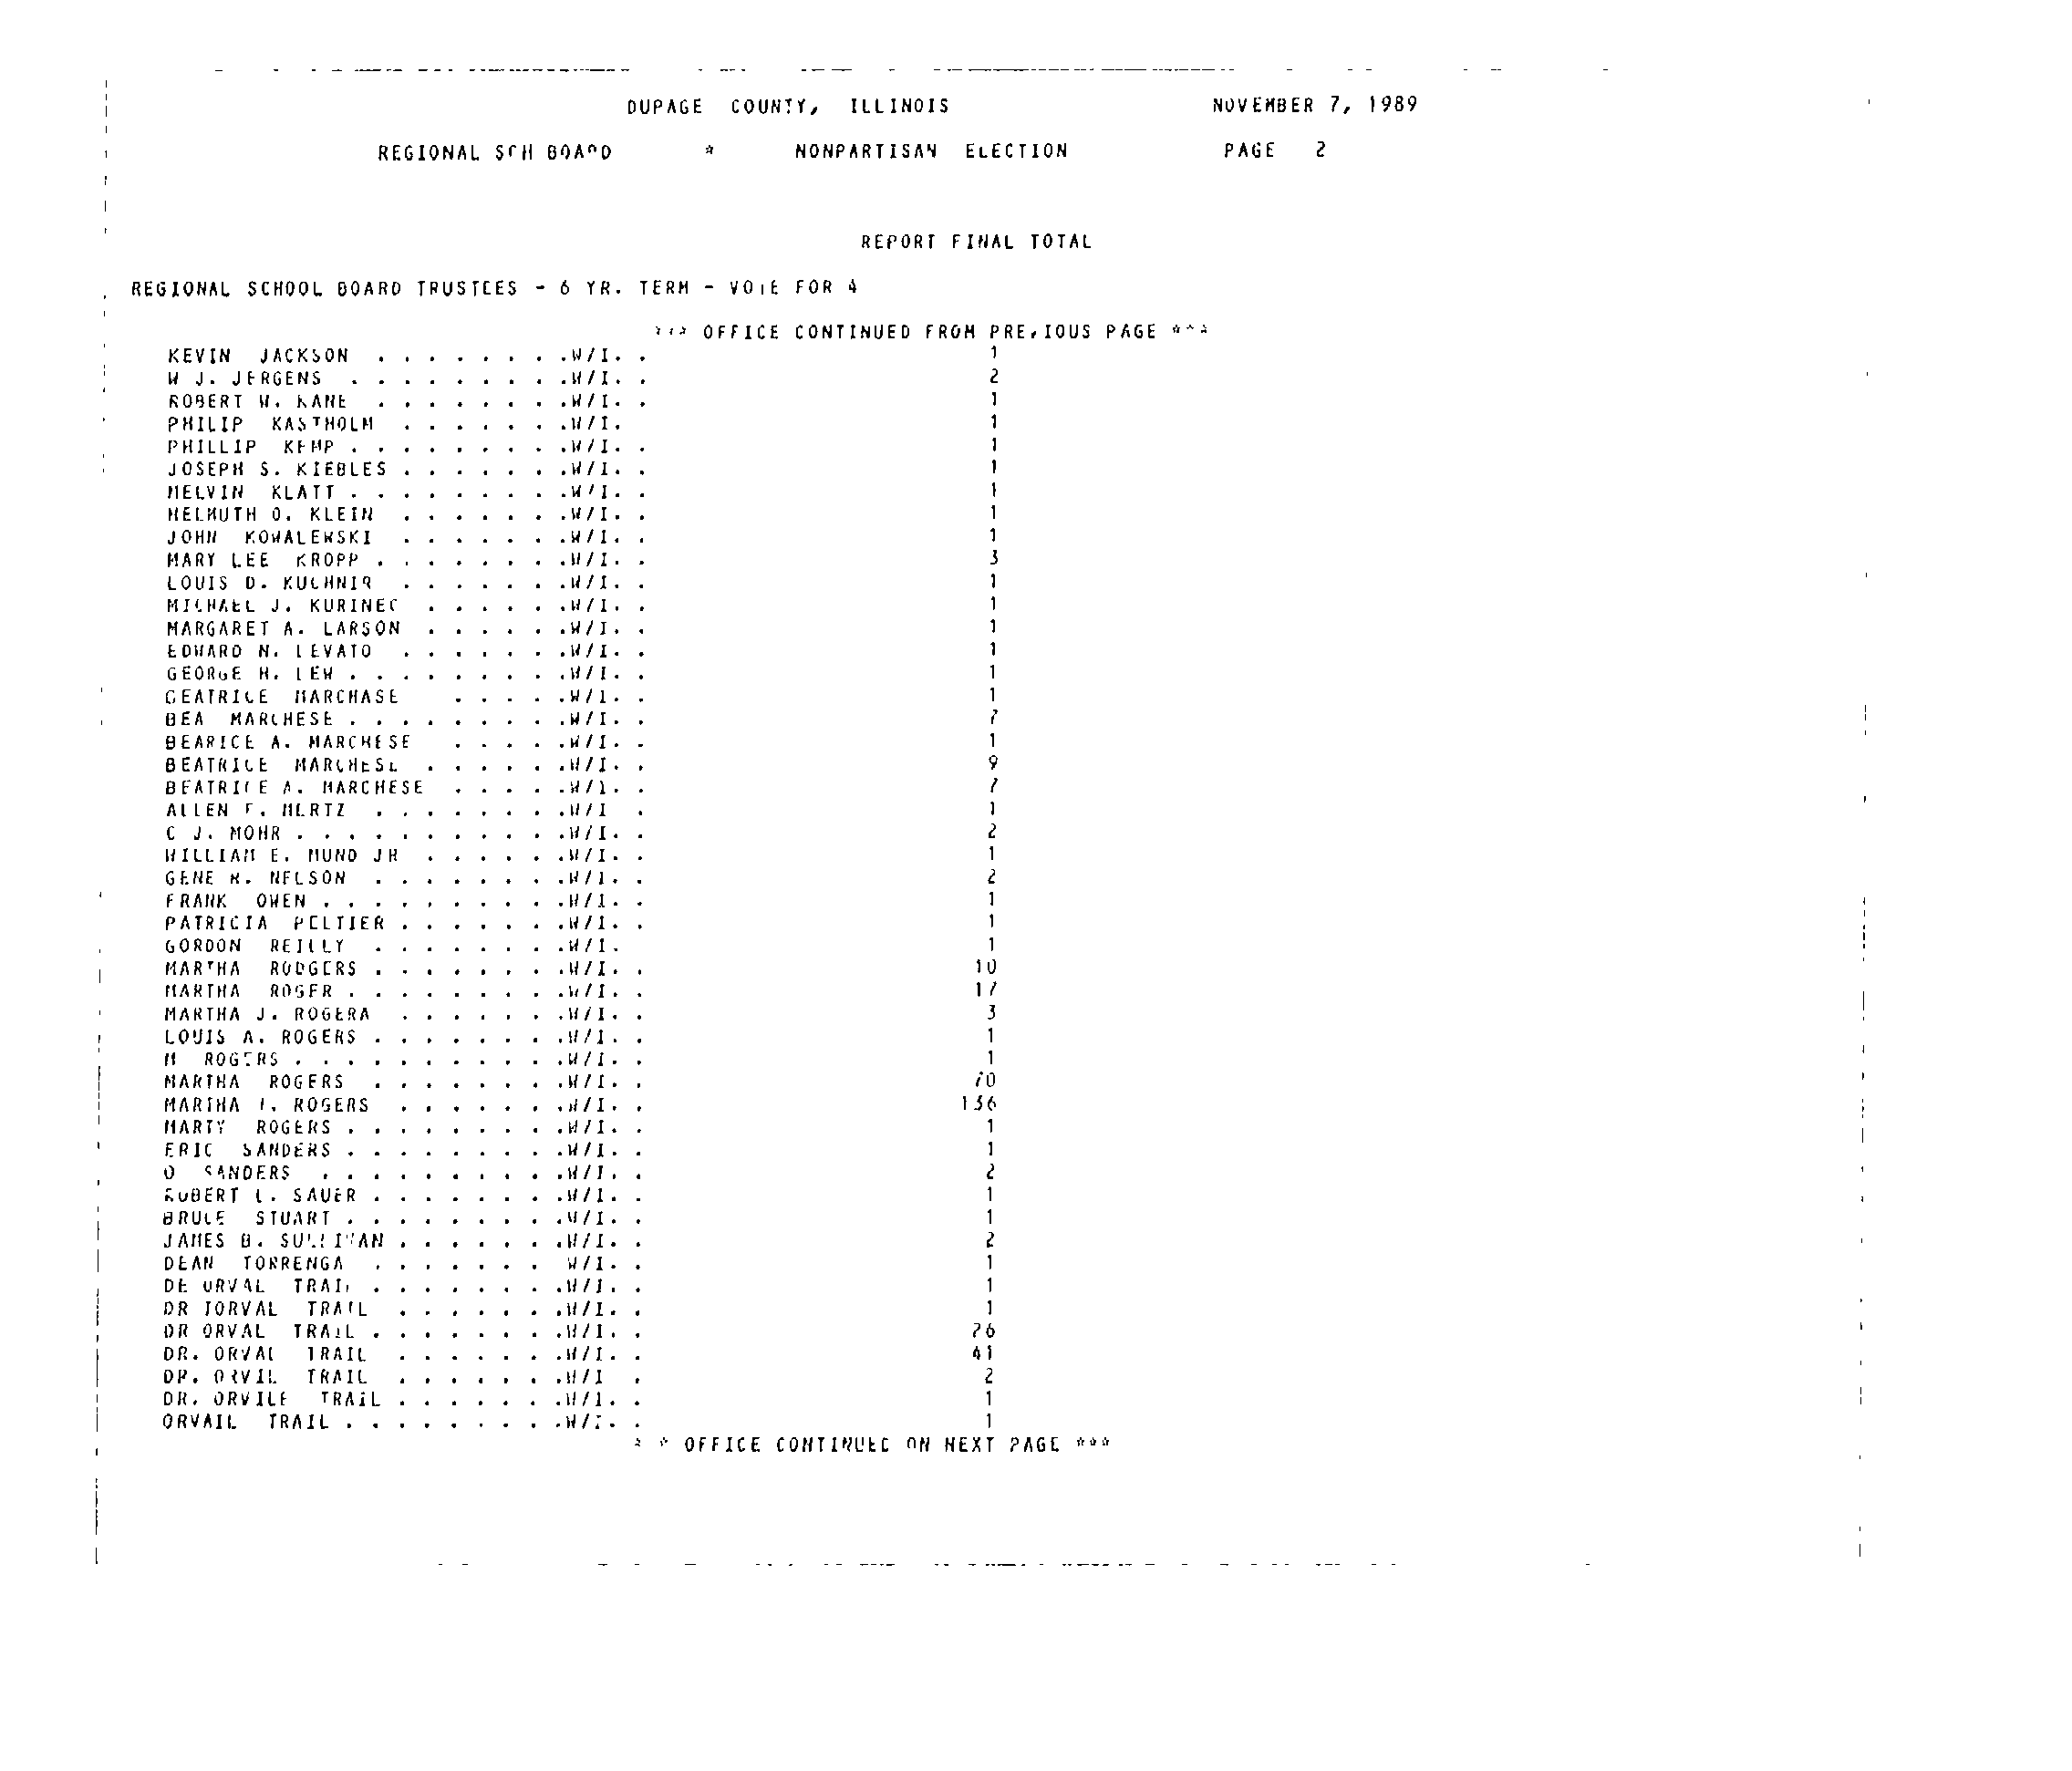 DUPAGE COUNTY, ILLINOIS NOVEMBER 7, 1989
REGIONAL SCH BOARD * NONPARTISAN ELECTION PAGE 2
REPORT FINAL TOTAL
REGIONAL SCHOOL BOARD TRUSTEES - 6 YR. TERM - VOTE FOR 4
*** OFFICE CONTINUED FROM PREVIOUS PAGE ***
KEVIN JACKSON . . . . . . . .W/I. . 1
W J. JERGENS . . . . . . . . .W/I. . 2
ROBERT W. KANE . . . . . . . .W/I. . 1
PHILIP KASTHOLM . . . . . . .W/I. 1
PHILLIP KEMP . . . . . . . . .W/I. . 1
JOSEPH S. KIEBLES . . . . . . .W/I. . 1
MELVIN KLATT . . . . . . . . .W/I. . 1
HELMUTH O. KLEIN . . . . . . .W/I. . 1
JOHN KOWALEWSKI . . . . . . .W/I. . 1
MARY LEE KROPP . . . . . . . .W/I. . 3
LOUIS D. KUCHNIR . . . . . . .W/I. . 1
MICHAEL J. KURINEC . . . . . .W/I. . 1
MARGARET A. LARSON . . . . . .W/I. . 1
EDWARD N. LEVATO . . . . . . .W/I. . 1
GEORGE H. LEW . . . . . . . . .W/I. . 1
GEATRICE MARCHASE . . . . .W/I. . 1
BEA MARCHESE . . . . . . . . .W/I. . 7
BEARICE A. MARCHESE . . . . .W/I. . 1
BEATRICE MARCHESE . . . . . .W/I. . 9
BEATRICE A. MARCHESE . . . . .W/I. . 7
ALLEN F. MERTZ . . . . . . . .W/I . 1
C J. MOHR . . . . . . . . . . .W/I. . 2
WILLIAM E. MUND JR . . . . . .W/I. . 1
GENE R. NELSON . . . . . . . .W/I. . 2
FRANK OWEN . . . . . . . . . .W/I. . 1
PATRICIA PELTIER . . . . . . .W/I. . 1
GORDON REILLY . . . . . . . .W/I. 1
MARTHA RODGERS . . . . . . . .W/I. . 10
MARTHA ROGER . . . . . . . . .W/I. . 17
MARTHA J. ROGERA . . . . . . .W/I. . 3
LOUIS A. ROGERS . . . . . . . .W/I. . 1
M ROGERS . . . . . . . . . . .W/I. . 1
MARTHA ROGERS . . . . . . . .W/I. . 70
MARTHA ROGERS . . . . . . .W/I. . 136
MARTY ROGERS . . . . . . . . .W/I. . 1
ERIC SANDERS . . . . . . . . .W/I. . 1
O SANDERS . . . . . . . . . .W/I. . 2
ROBERT L. SAUER . . . . . . . .W/I. . 1
BRUCE STUART . . . . . . . . .W/I. . 1
JAMES B. SULLIVAN . . . . . . .W/I. . 2
DEAN TORRENGA . . . . . . . W/I. . 1
DE ORVAL TRAIL . . . . . . . .W/I. . 1
DR TORVAL TRAIL . . . . . . .W/I. . 1
DR ORVAL TRAIL . . . . . . . .W/I. . 26
DR. ORVAL TRAIL . . . . . . .W/I. . 41
DR. ORVIL TRAIL . . . . . . .W/I . 2
DR. ORVILE TRAIL . . . . . . .W/I. . 1
ORVAIL TRAIL . . . . . . . . .W/I. . 1
* * OFFICE CONTINUED ON NEXT PAGE ***